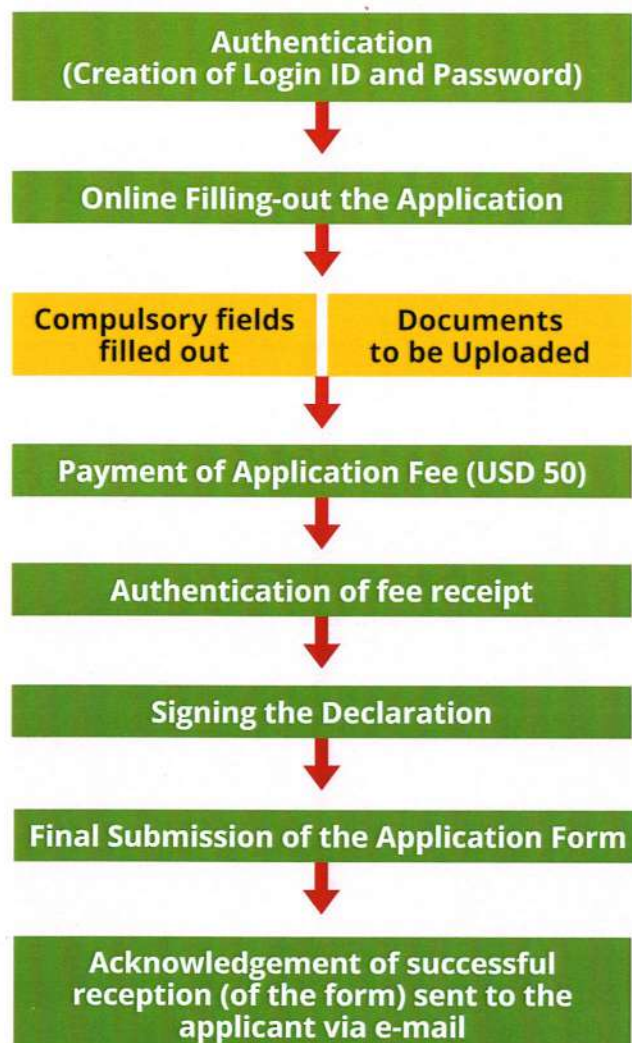 Authentication
(Creation of Login ID and Password)
Online Filling-out the Application
Compulsory fields
filled out
Documents
to be Uploaded
Payment of Application Fee (USD 50)
Authentication of fee receipt
Signing the Declaration
Final Submission of the Application Form
Acknowledgement of successful
reception (of the form) sent to the
applicant via e-mail